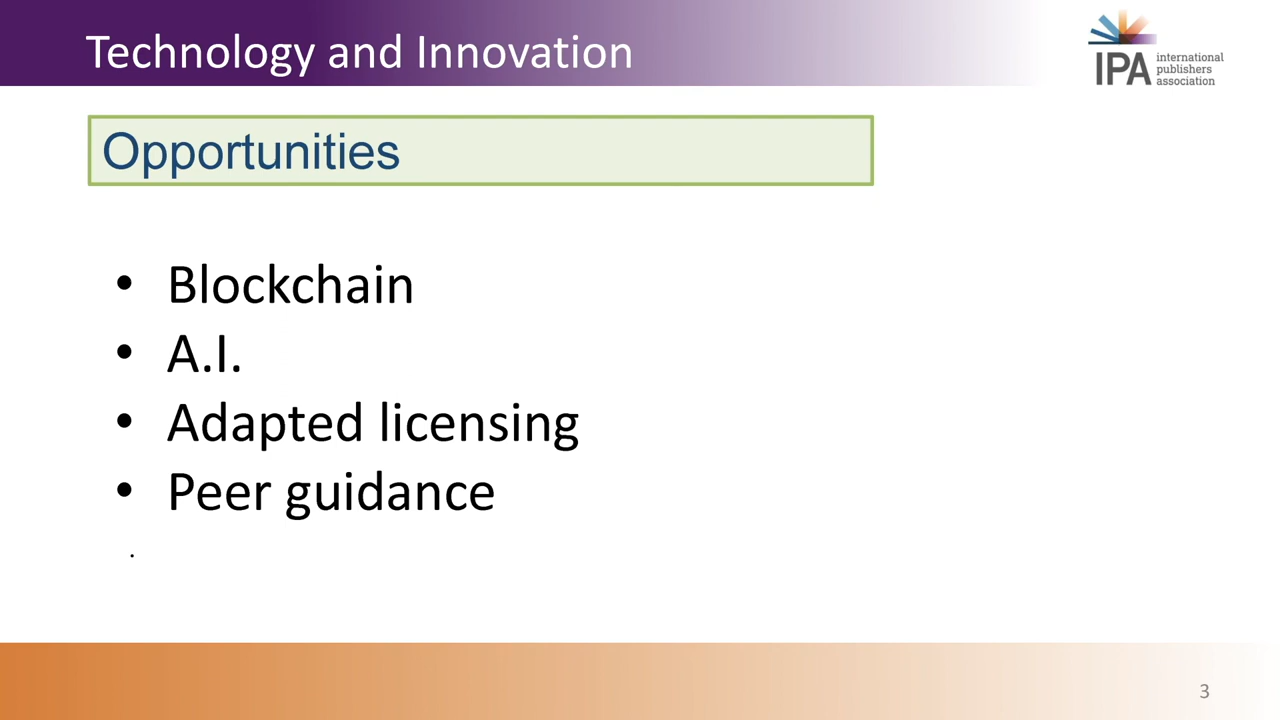 Technology and Innovation
IPA
international
publishers
association
Opportunities
• Blockchain
• A.I.
• Adapted licensing
• Peer guidance
.
3